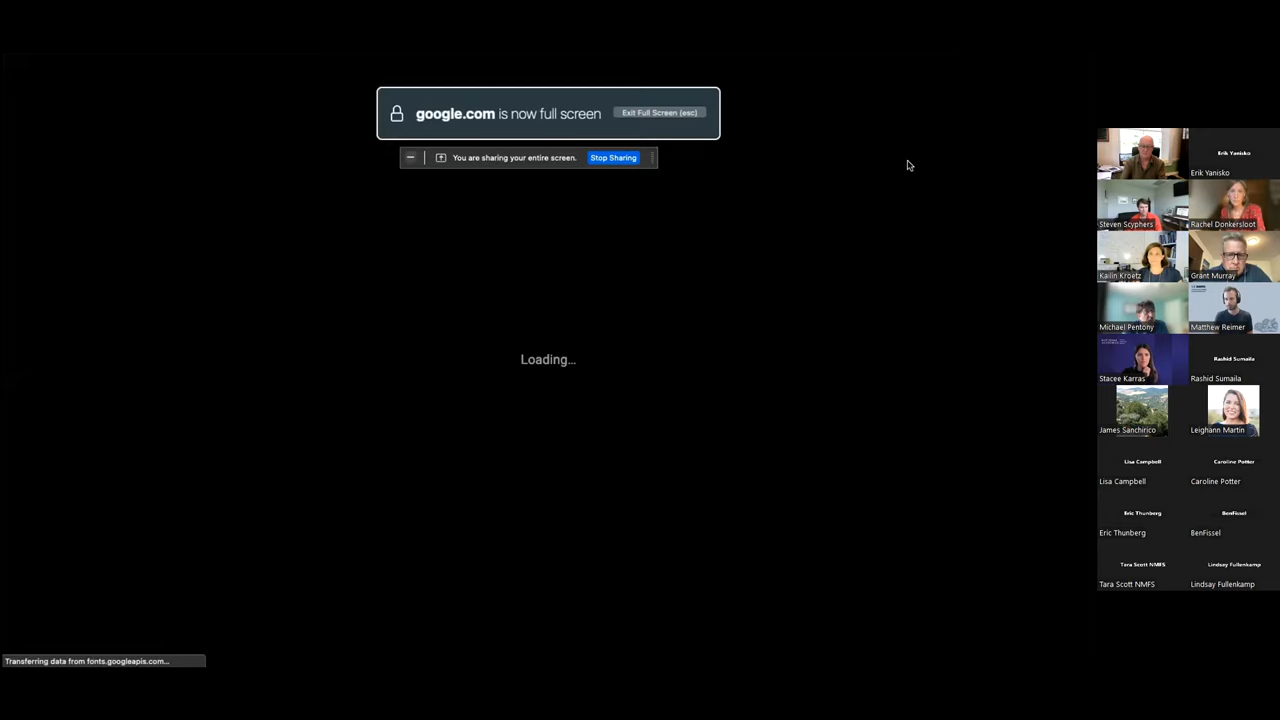 google.com is now full screen
Exit Full Screen (esc)
You are sharing your entire screen.
Stop Sharing
Loading...
Transferring data from fonts.googleapis.com...
Erik Yanisko
Erik Yanisko
Steven Scyphers
Rachel Donkersloot
Kailin Kroetz
Grant Murray
Michael Pentony
Matthew Reimer
Stacee Karras
Rashid Sumaila
Rashid Sumaila
James Sanchirico
Leighann Martin
Lisa Campbell
Caroline Potter
Lisa Campbell
Caroline Potter
Eric Thunberg
BenFissel
Eric Thunberg
BenFissel
Tara Scott NMFS
Lindsay Fullenkamp
Tara Scott NMFS
Lindsay Fullenkamp